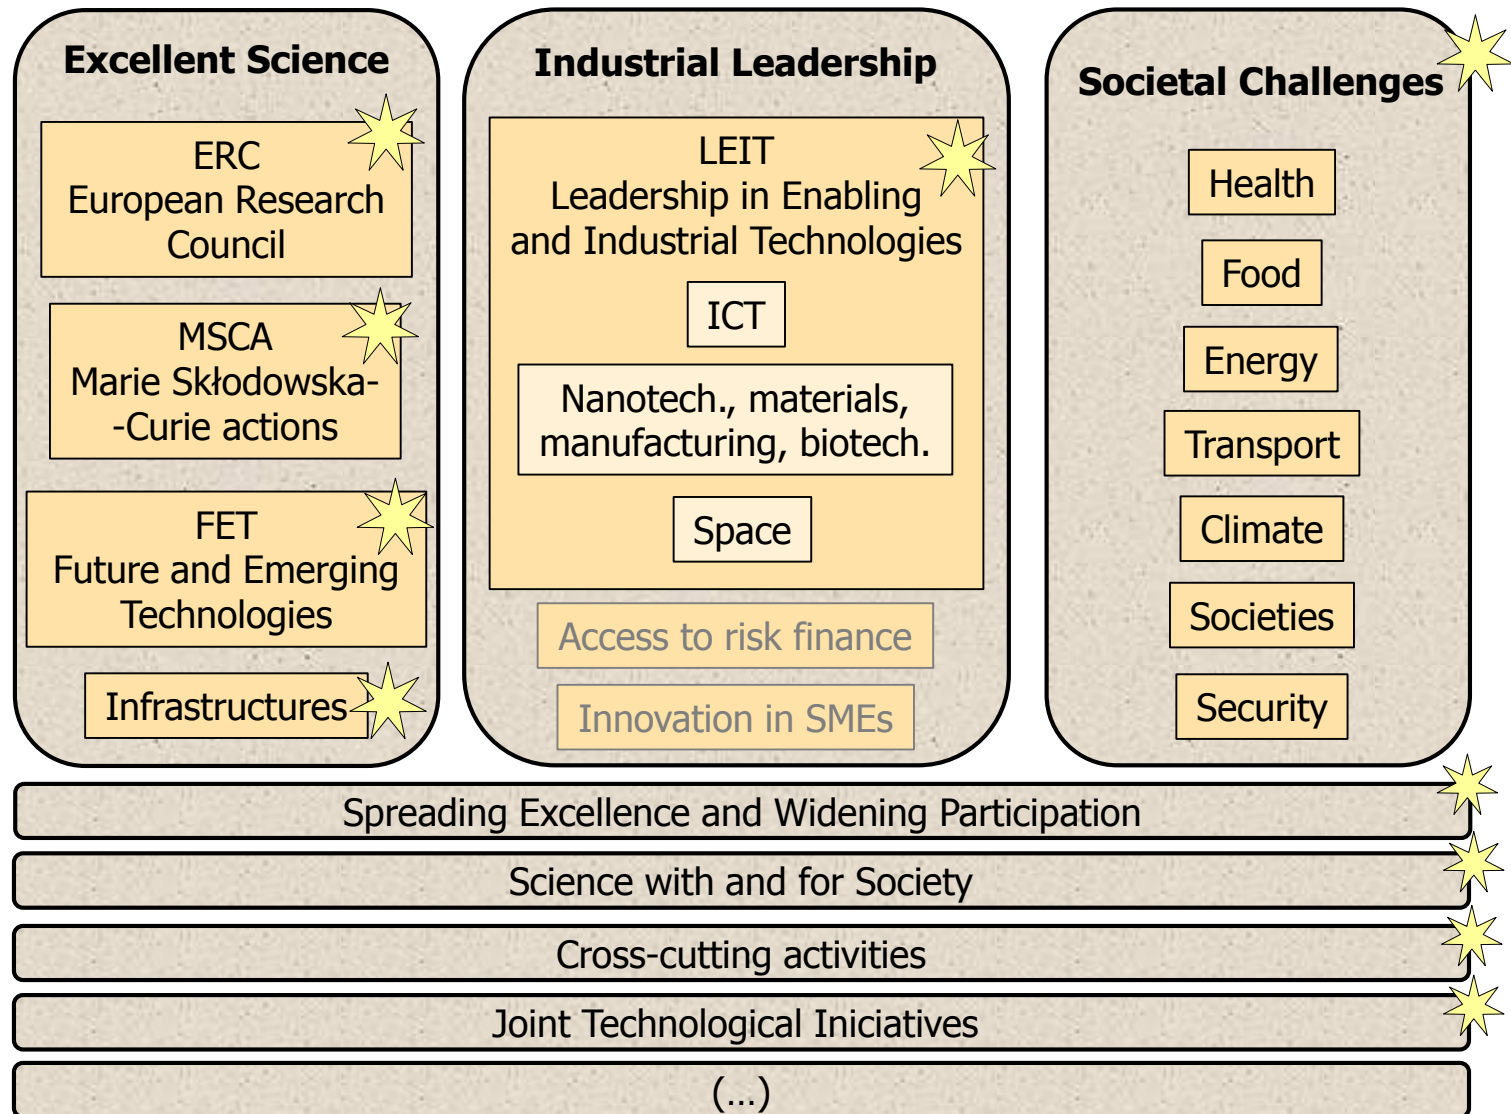 Excellent Science
ERC
European Research
Council
MSCA
Marie Skłodowska-
-Curie actions
FET
Future and Emerging
Technologies
Infrastructures
Industrial Leadership
LEIT
Leadership in Enabling
and Industrial Technologies
ICT
Nanotech., materials,
manufacturing, biotech.
Space
Access to risk finance
Innovation in SMEs
Societal Challenges
Health
Food
Energy
Transport
Climate
Societies
Security
Spreading Excellence and Widening Participation
Science with and for Society
Cross-cutting activities
Joint Technological Iniciatives
(...)